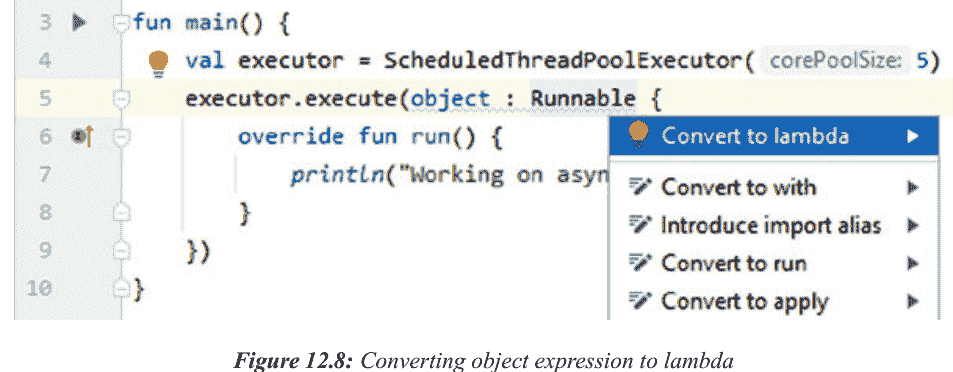 3 fun main() {
4 val executor = ScheduledThreadPoolExecutor( corePoolSize: 5)
5 executor.execute(object : Runnable {
6 override fun run() {
7 println("Working on asyn
8 }
9 })
10 }
Convert to lambda
Convert to with
Introduce import alias
Convert to run
Convert to apply
Figure 12.8: Converting object expression to lambda